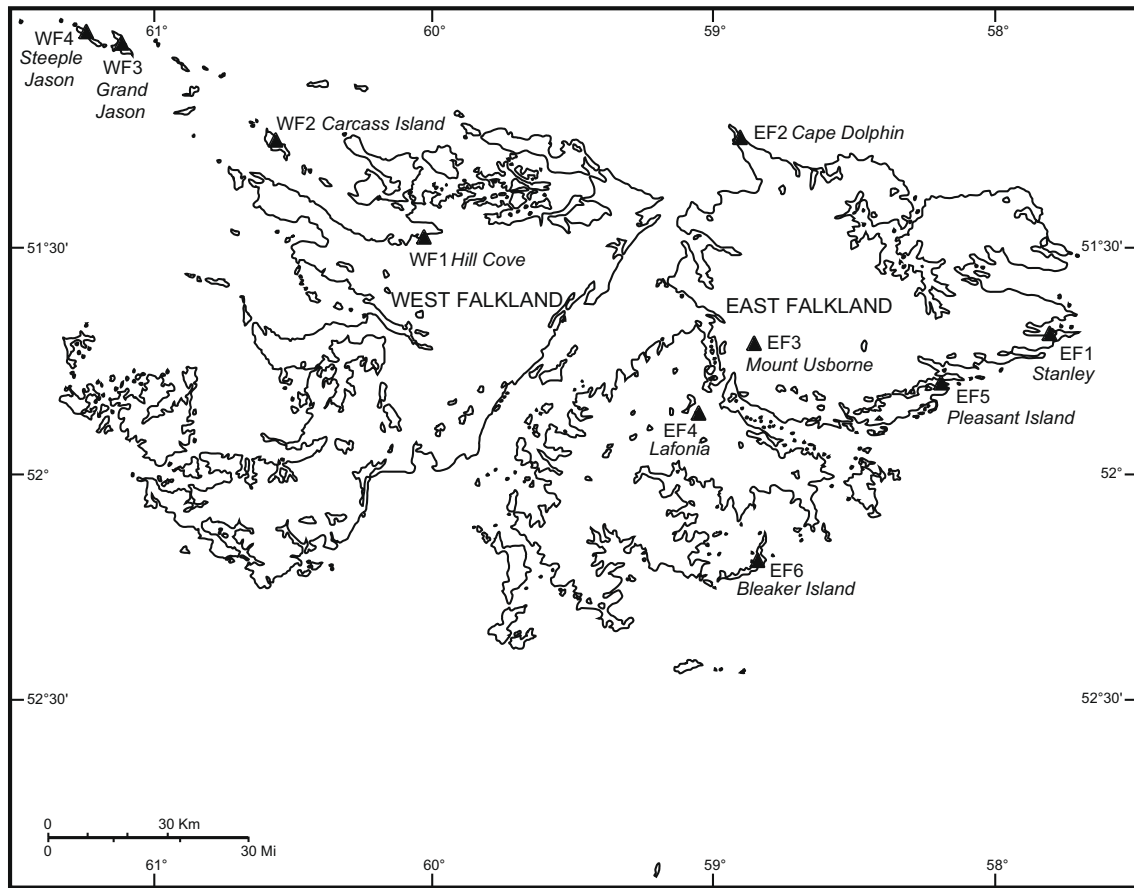 61°
60°
59°
58°
WF4
Steeple
Jason
WF3
Grand
Jason
WF2 Carcass Island
EF2 Cape Dolphin
51°30'
51°30'
WF1 Hill Cove
WEST FALKLAND
EAST FALKLAND
EF3
Mount Usborne
EF1
Stanley
EF5
Pleasant Island
EF4
Lafonia
52°
52°
EF6
Bleaker Island
52°30'
52°30'
0 30 Km
0 30 Mi
61°
60°
59°
58°